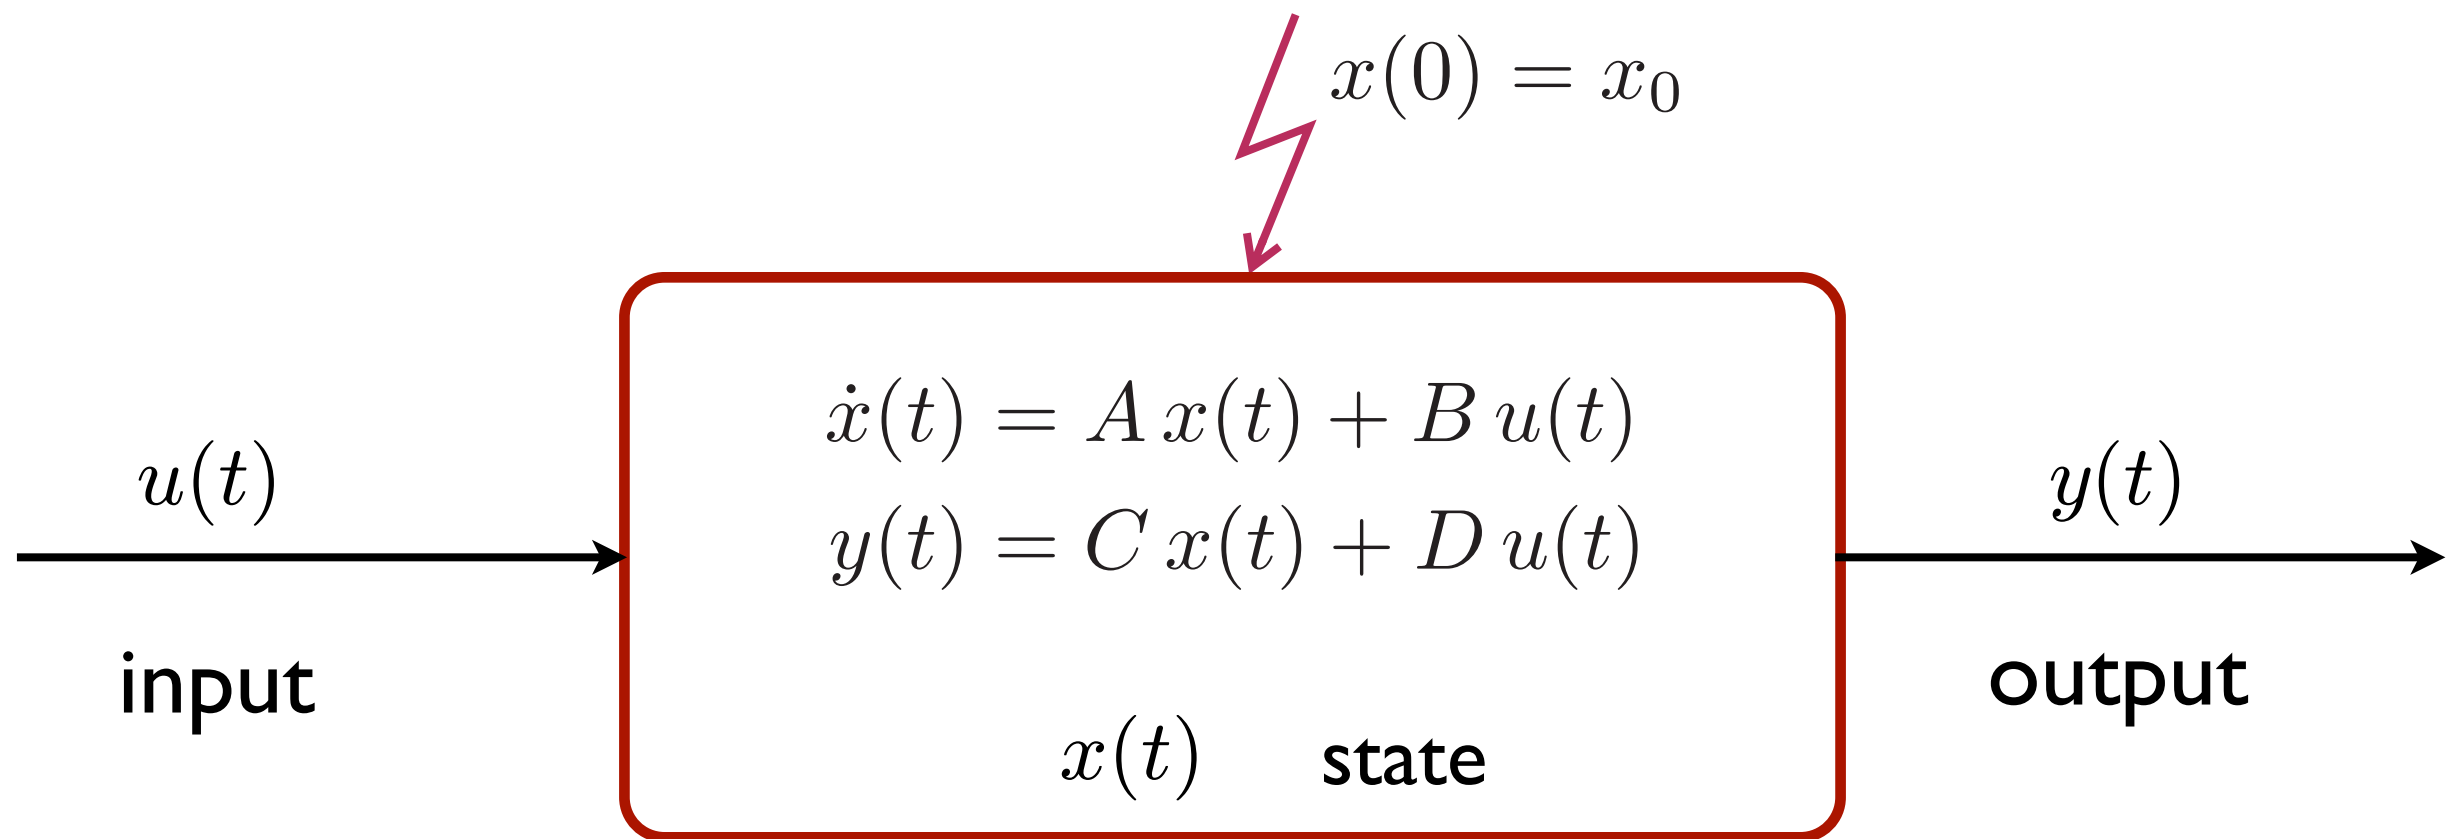 x(0) = x₀
ẋ(t) = A x(t) + B u(t)
u(t)
y(t) = C x(t) + D u(t)
y(t)
input
output
x(t) state